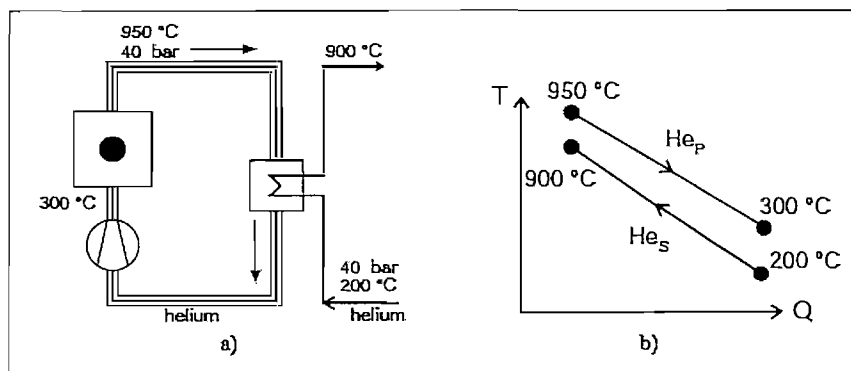 950 °C
40 bar
900 °C
300 °C
40 bar
200 °C
helium
helium
a)
T
950 °C
He_P
900 °C
300 °C
He_S
200 °C
Q
b)